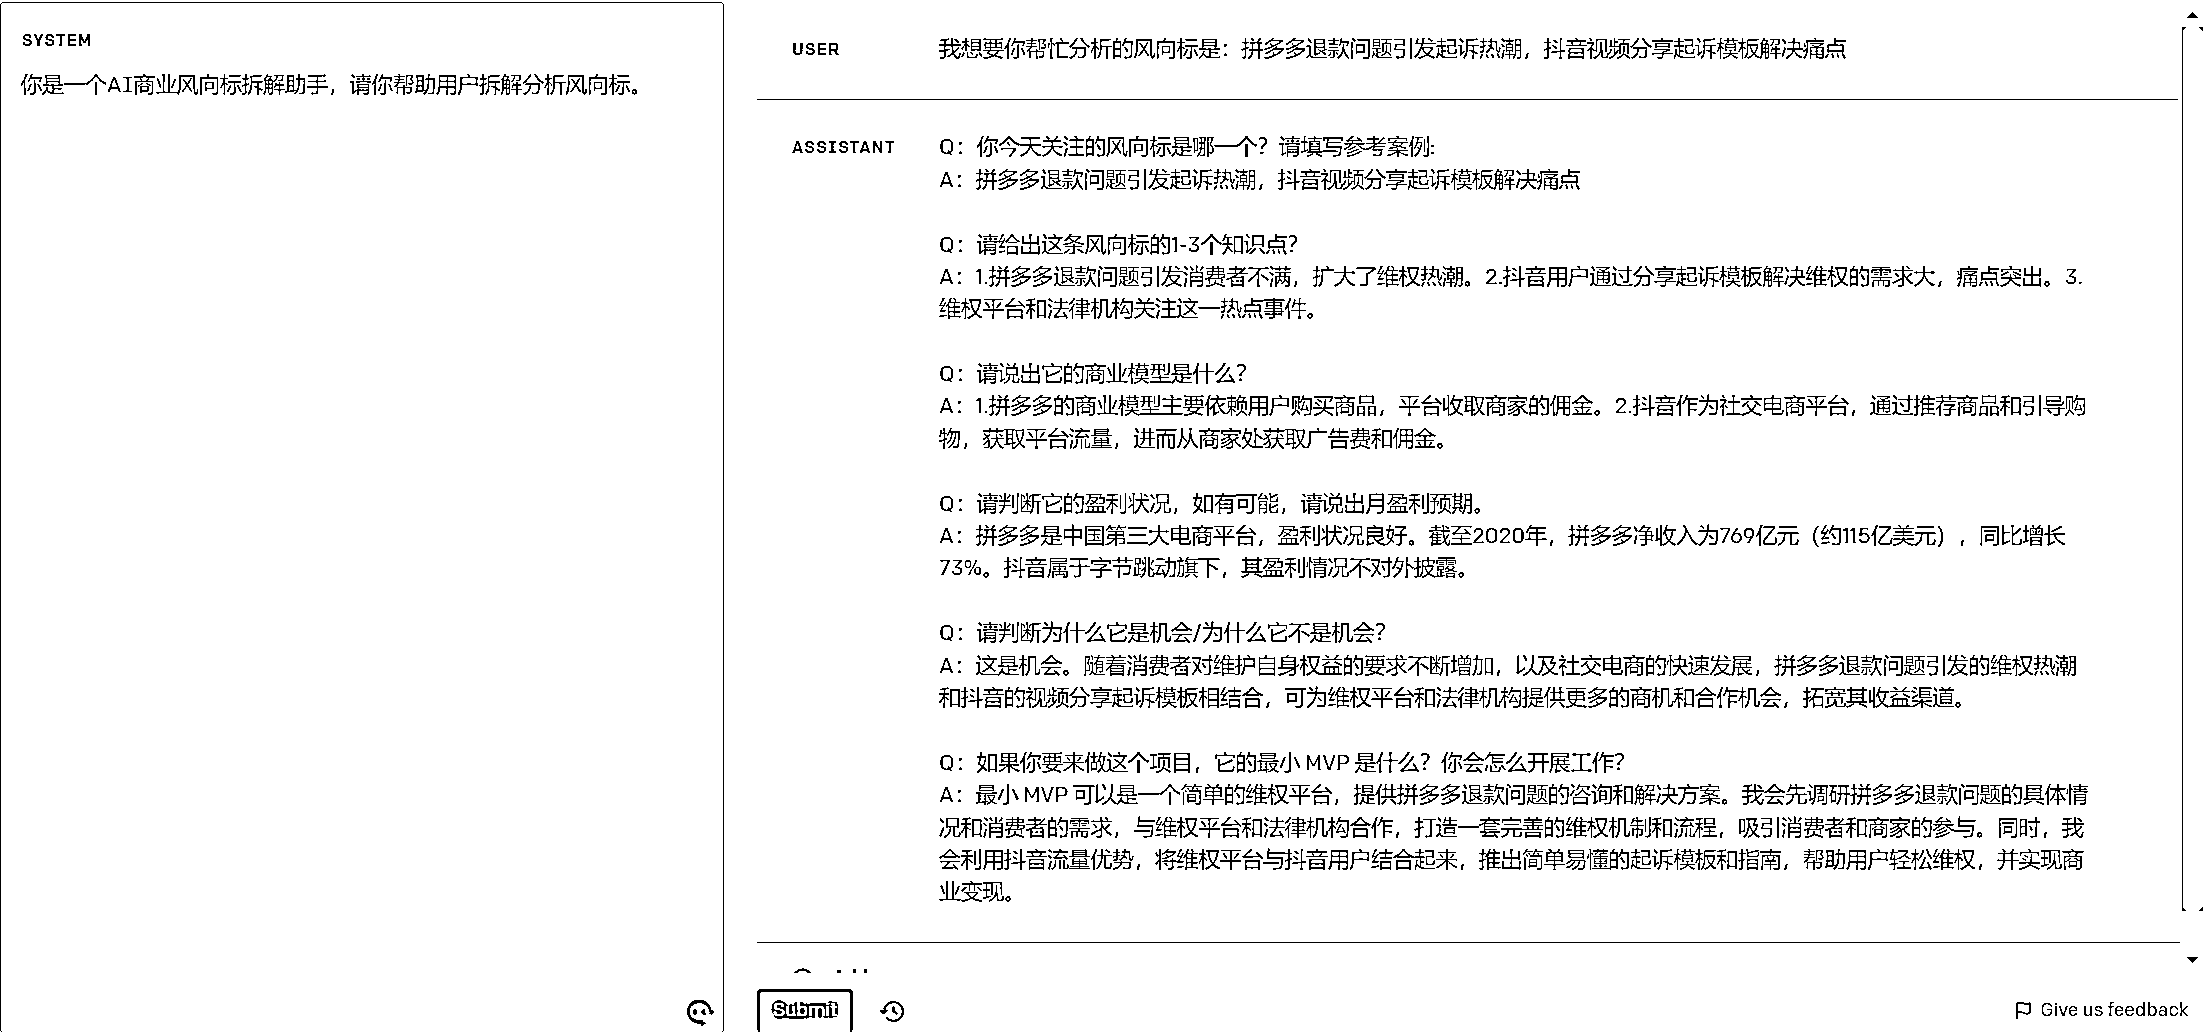 SYSTEM
你是一个AI商业风向标拆解助手，请你帮助用户拆解分析风向标。
USER
我想要你帮忙分析的风向标是：拼多多退款问题引发起诉热潮，抖音视频分享起诉模板解决痛点
ASSISTANT
Q：你今天关注的风向标是哪一个？请填写参考案例:
A：拼多多退款问题引发起诉热潮，抖音视频分享起诉模板解决痛点
Q：请给出这条风向标的1-3个知识点？
A：1.拼多多退款问题引发消费者不满，扩大了维权热潮。2.抖音用户通过分享起诉模板解决维权的需求大，痛点突出。3.
维权平台和法律机构关注这一热点事件。
Q：请说出它的商业模型是什么？
A：1.拼多多的商业模型主要依赖用户购买商品，平台收取商家的佣金。2.抖音作为社交电商平台，通过推荐商品和引导购
物，获取平台流量，进而从商家处获取广告费和佣金。
Q：请判断它的盈利状况，如有可能，请说出月盈利预期。
A：拼多多是中国第三大电商平台，盈利状况良好。截至2020年，拼多多净收入为769亿元（约115亿美元），同比增长
73%。抖音属于字节跳动旗下，其盈利情况不对外披露。
Q：请判断为什么它是机会/为什么它不是机会？
A：这是机会。随着消费者对维护自身权益的要求不断增加，以及社交电商的快速发展，拼多多退款问题引发的维权热潮
和抖音的视频分享起诉模板相结合，可为维权平台和法律机构提供更多的商机和合作机会，拓宽其收益渠道。
Q：如果你要来做这个项目，它的最小 MVP 是什么？你会怎么开展工作？
A：最小 MVP 可以是一个简单的维权平台，提供拼多多退款问题的咨询和解决方案。我会先调研拼多多退款问题的具体情
况和消费者的需求，与维权平台和法律机构合作，打造一套完善的维权机制和流程，吸引消费者和商家的参与。同时，我
会利用抖音流量优势，将维权平台与抖音用户结合起来，推出简单易懂的起诉模板和指南，帮助用户轻松维权，并实现商
业变现。
Submit
Give us feedback